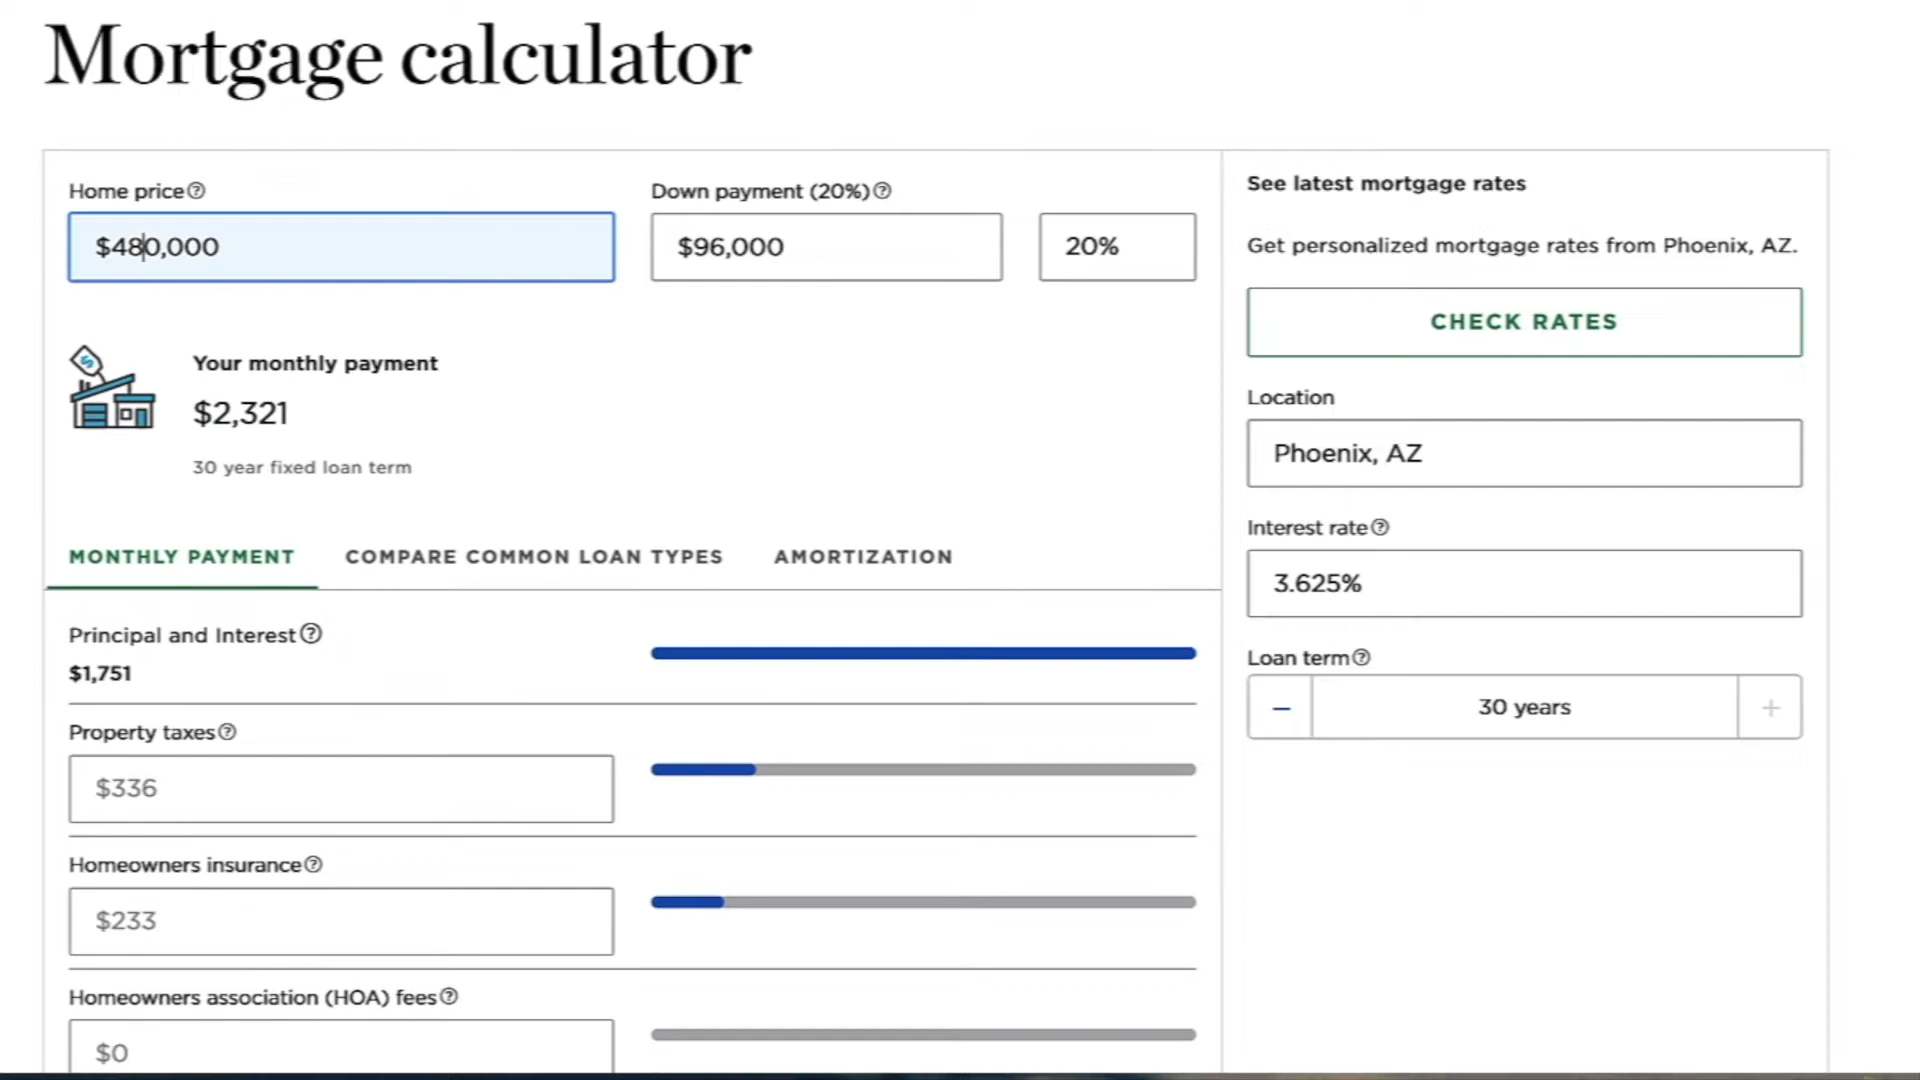 Mortgage calculator
Home price
$480,000
Down payment (20%)
$96,000
20%
Your monthly payment
$2,321
30 year fixed loan term
MONTHLY PAYMENT
COMPARE COMMON LOAN TYPES
AMORTIZATION
Principal and Interest
$1,751
Property taxes
$336
Homeowners insurance
$233
Homeowners association (HOA) fees
$0
See latest mortgage rates
Get personalized mortgage rates from Phoenix, AZ.
CHECK RATES
Location
Phoenix, AZ
Interest rate
3.625%
Loan term
30 years